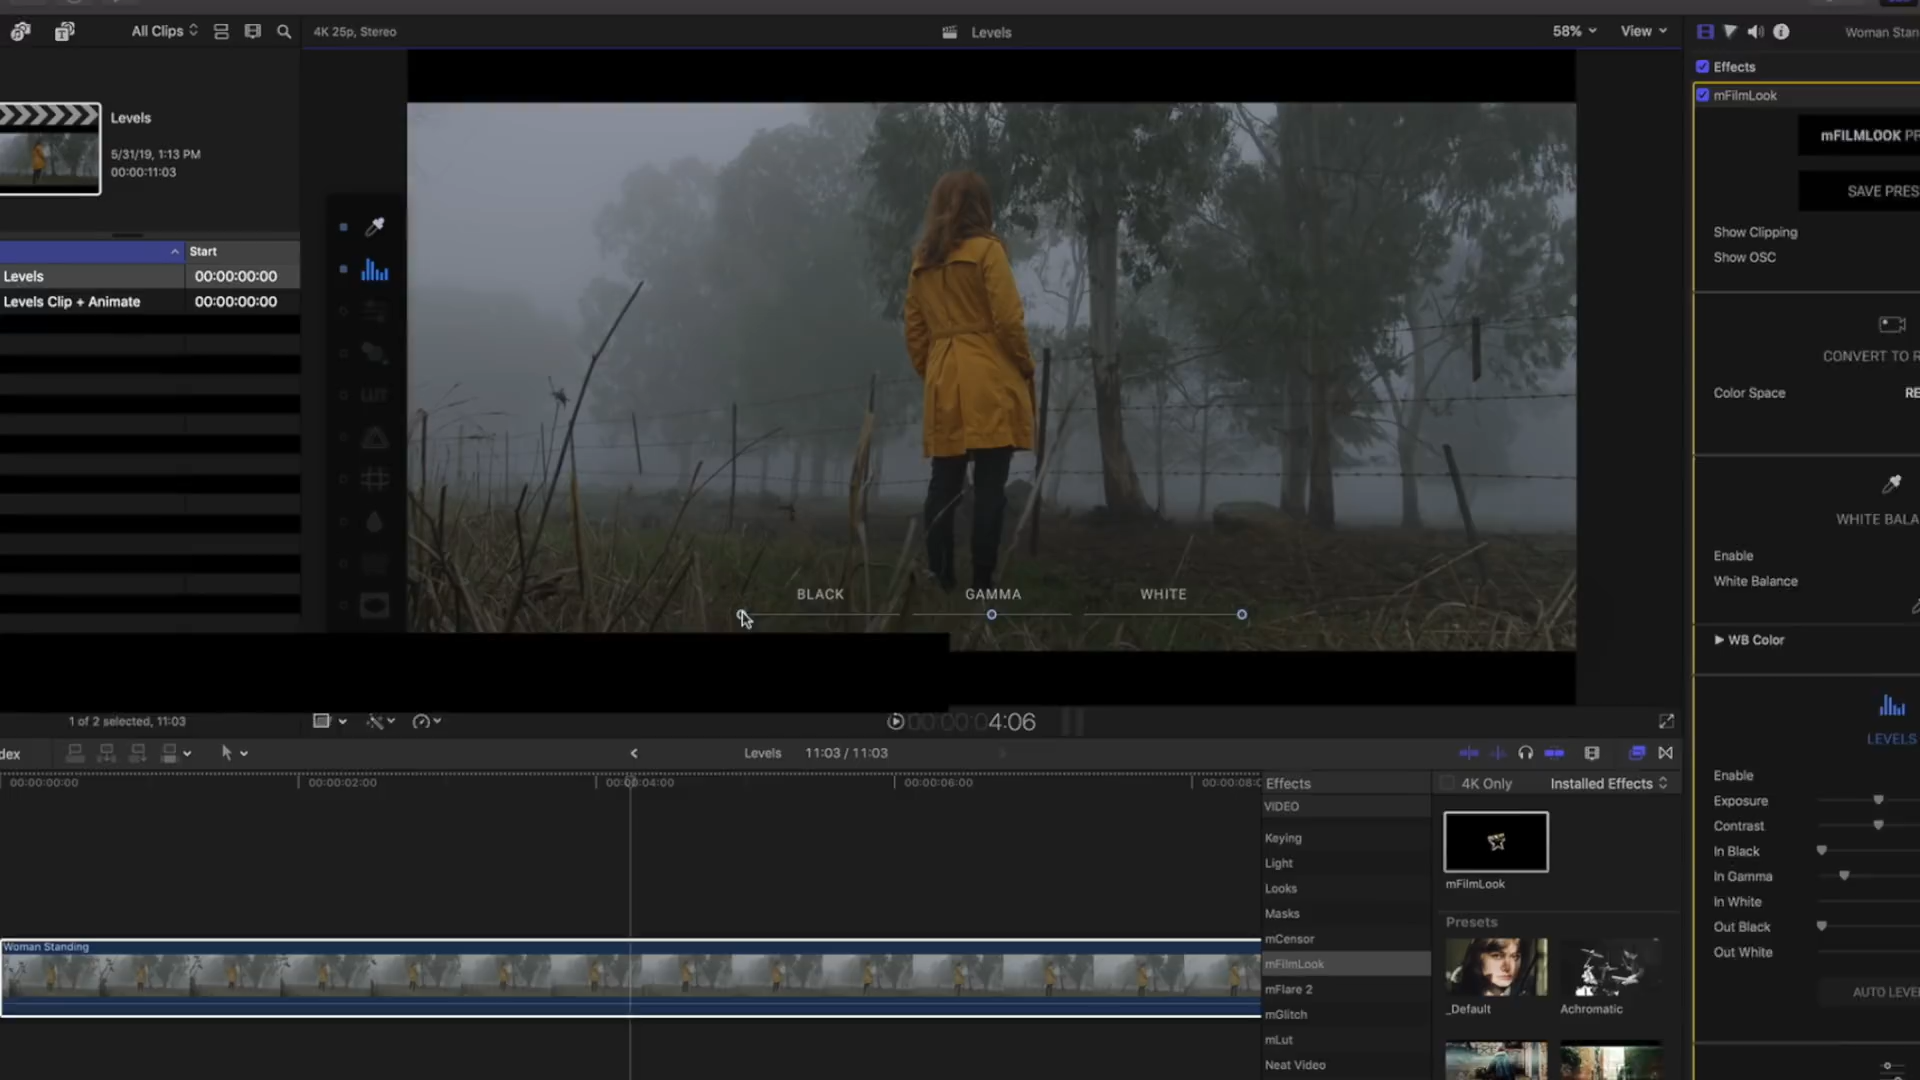 All Clips
4K 25p, Stereo
Levels
58%
View
Woman Stan
Effects
mFilmLook
mFILMLOOK PR
SAVE PRES
Show Clipping
Show OSC
CONVERT TO R
Color Space RE
WHITE BALA
Enable
White Balance
WB Color
LEVELS
Enable
Exposure
Contrast
In Black
In Gamma
In White
Out Black
Out White
AUTO LEVE
Levels
5/31/19, 1:13 PM
00:00:11:03
Start
Levels 00:00:00:00
Levels Clip + Animate 00:00:00:00
LUX
BLACK GAMMA WHITE
1 of 2 selected, 11:03
00:00:04:06
dex
Levels 11:03 / 11:03
00:00:00:00 00:00:02:00 00:00:04:00 00:00:06:00 00:00:08:0
Woman Standing
Effects
4K Only
Installed Effects
VIDEO
Keying
Light
Looks
Masks
mCensor
mFilmLook
mFlare 2
mGlitch
mLut
Neat Video
mFilmLook
Presets
_Default
Achromatic